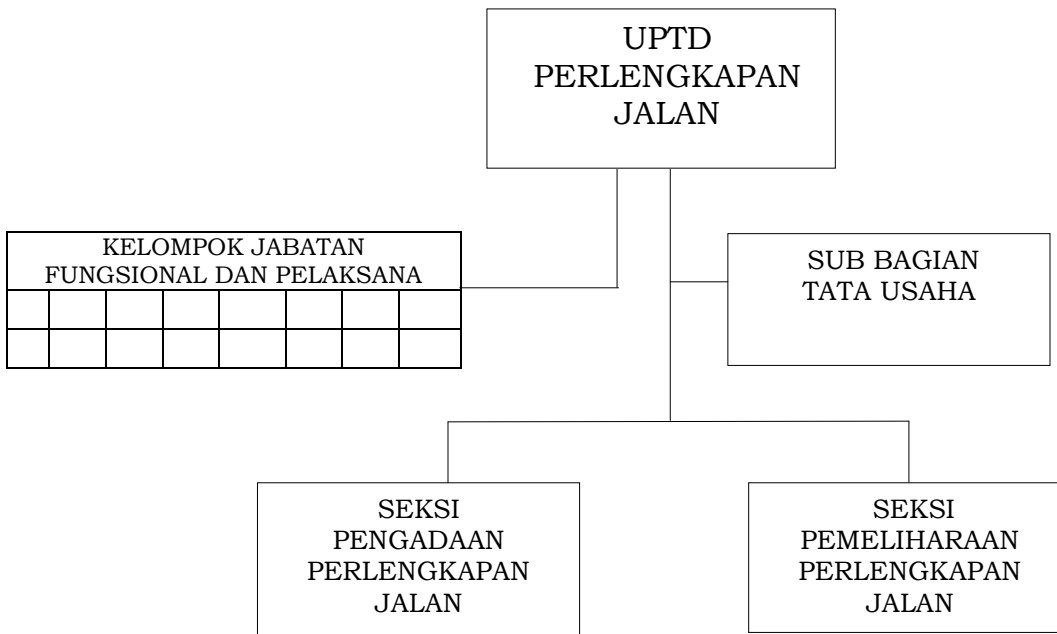 UPTD
PERLENGKAPAN
JALAN
KELOMPOK JABATAN
FUNGSIONAL DAN PELAKSANA
SUB BAGIAN
TATA USAHA
SEKSI
PENGADAAN
PERLENGKAPAN
JALAN
SEKSI
PEMELIHARAAN
PERLENGKAPAN
JALAN